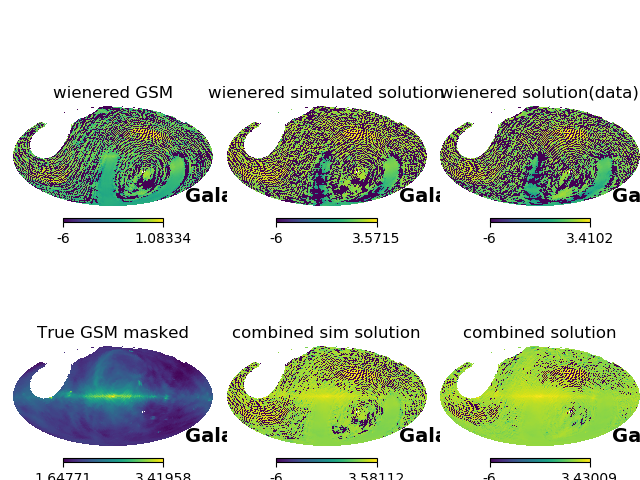 wienered GSM
wienered simulated solution
wienered solution(data)
Gala
Gala
Ga
-6 1.08334
-6 3.5715
-6 3.4102
True GSM masked
combined sim solution
combined solution
Gala
Gala
Ga
1.64771 3.41958
-6 3.58112
-6 3.43009